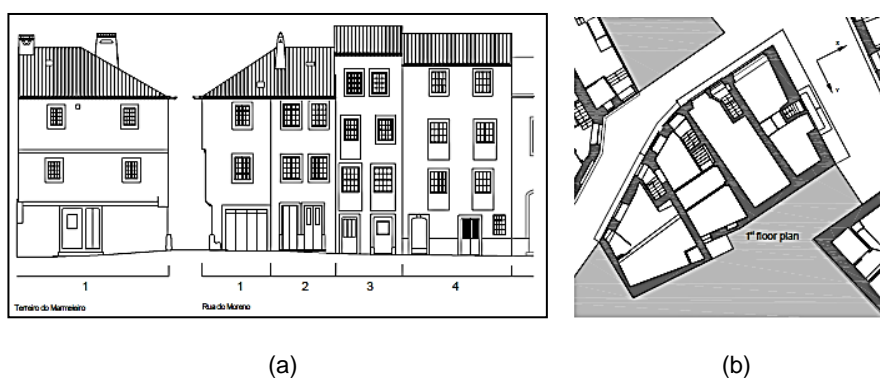 1
1
2
3
4
Terreiro do Marmeleiro
Rua do Moreno
X
Y
1st floor plan
(a)
(b)